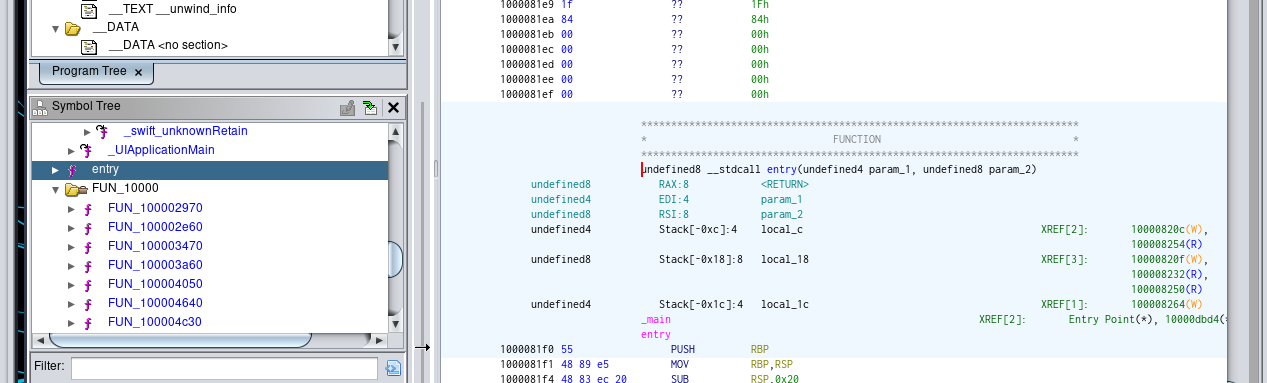 __TEXT __unwind_info
__DATA
__DATA <no section>
Program Tree ×
Symbol Tree
_swift_unknownRetain
_UIApplicationMain
entry
FUN_10000
FUN_100002970
FUN_100002e60
FUN_100003470
FUN_100003a60
FUN_100004050
FUN_100004640
FUN_100004c30
Filter:
1000081e9 1f ?? 1Fh
1000081ea 84 ?? 84h
1000081eb 00 ?? 00h
1000081ec 00 ?? 00h
1000081ed 00 ?? 00h
1000081ee 00 ?? 00h
1000081ef 00 ?? 00h
*************************************************************************
* FUNCTION *
*************************************************************************
undefined8 __stdcall entry(undefined4 param_1, undefined8 param_2)
undefined8 RAX:8 <RETURN>
undefined4 EDI:4 param_1
undefined8 RSI:8 param_2
undefined4 Stack[-0xc]:4 local_c XREF[2]: 10000820c(W),
100008254(R)
undefined8 Stack[-0x18]:8 local_18 XREF[3]: 10000820f(W),
100008232(R),
100008250(R)
undefined4 Stack[-0x1c]:4 local_1c XREF[1]: 100008264(W)
_main XREF[2]: Entry Point(*), 10000dbd4(*
entry
1000081f0 55 PUSH RBP
1000081f1 48 89 e5 MOV RBP,RSP
1000081f4 48 83 ec 20 SUB RSP,0x20